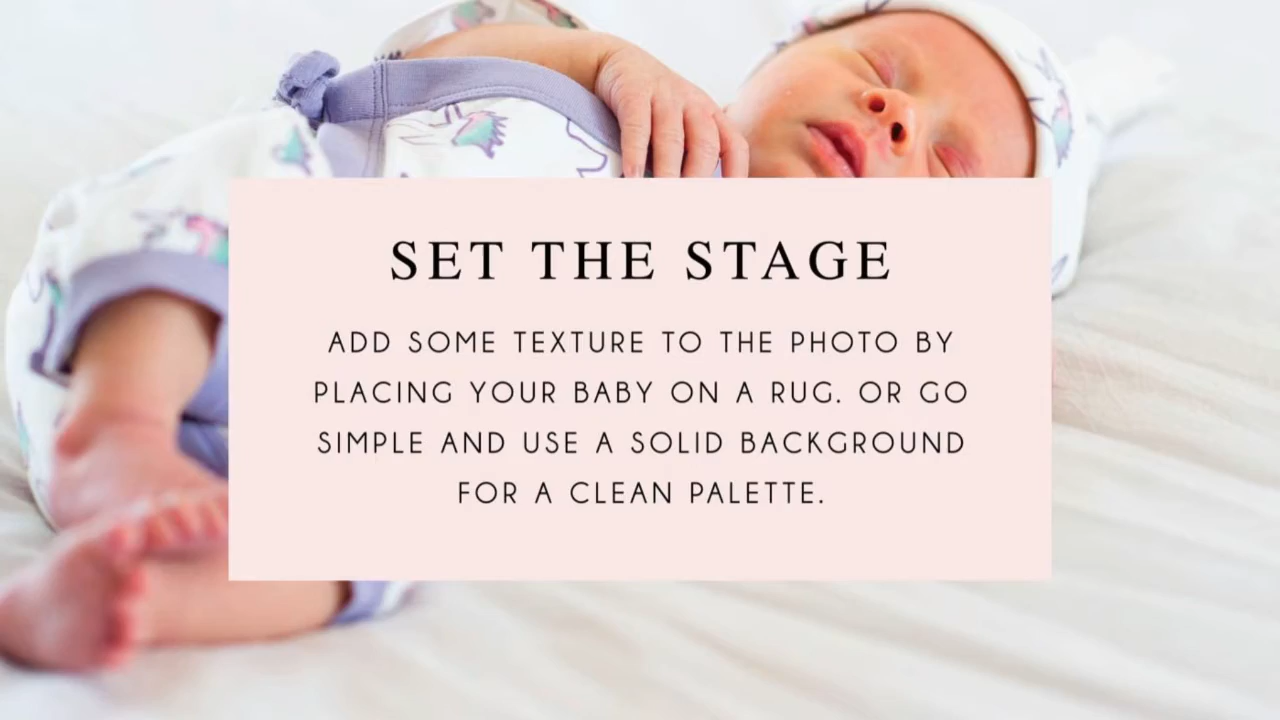 SET THE STAGE
ADD SOME TEXTURE TO THE PHOTO BY
PLACING YOUR BABY ON A RUG. OR GO
SIMPLE AND USE A SOLID BACKGROUND
FOR A CLEAN PALETTE.